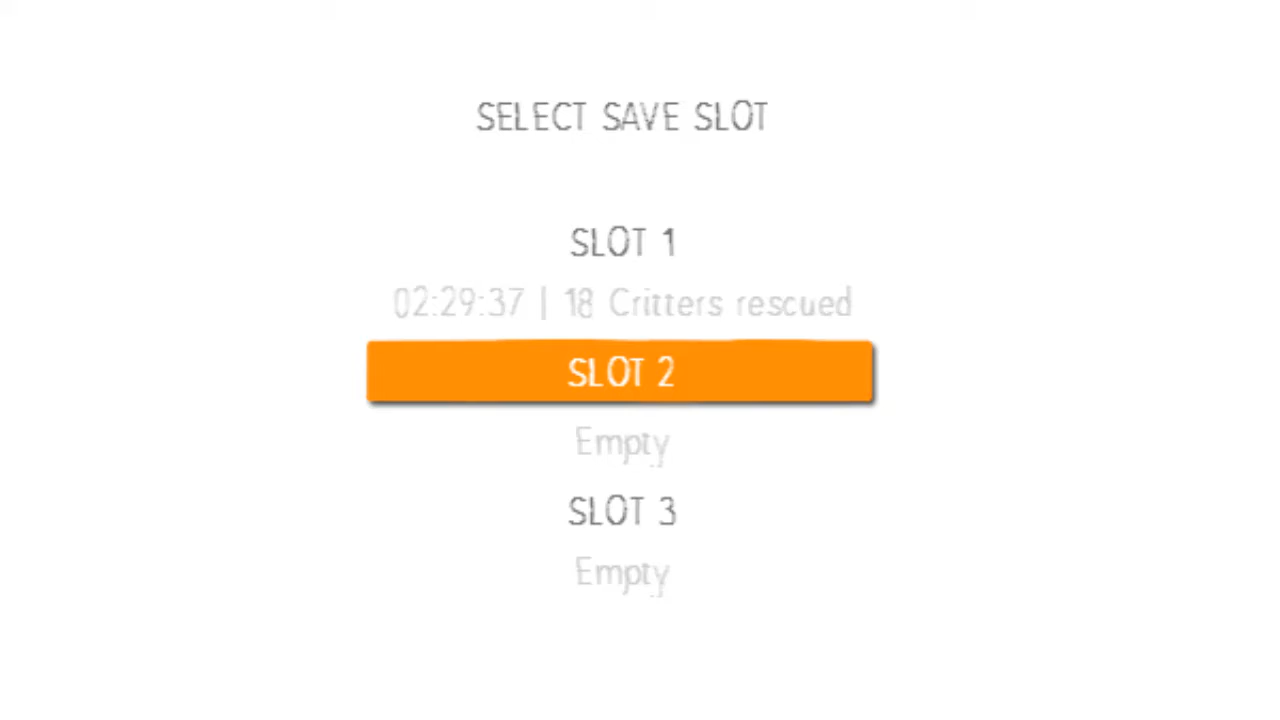 SELECT SAVE SLOT
SLOT 1
02:29:37 | 18 Critters rescued
SLOT 2
Empty
SLOT 3
Empty